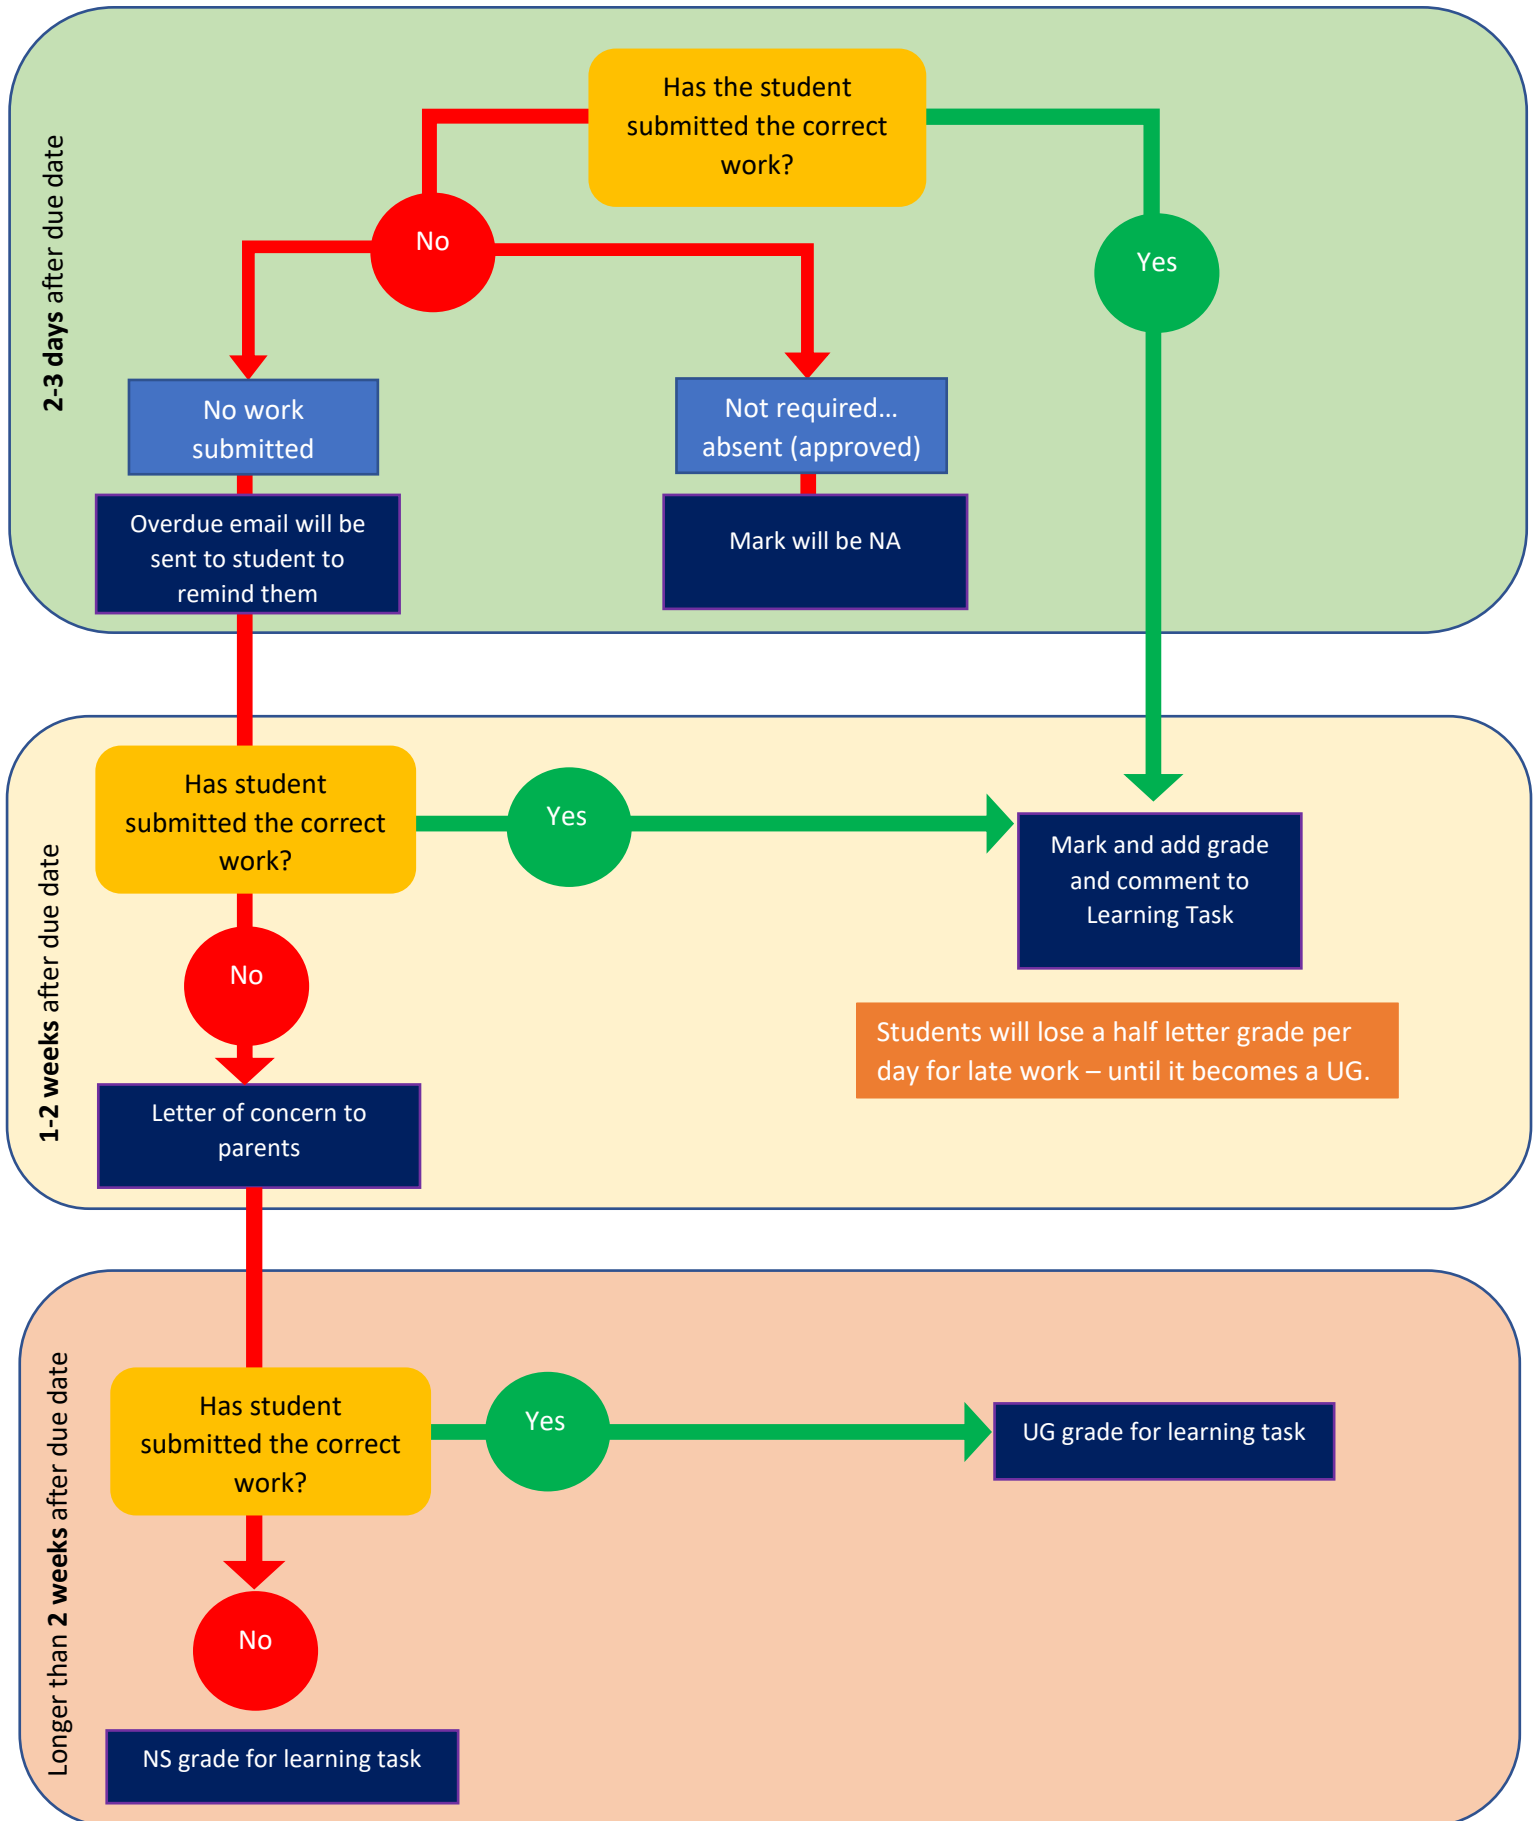 2-3 days after due date
Has the student
submitted the correct
work?
No
Yes
No work
submitted
Not required…
absent (approved)
Overdue email will be
sent to student to
remind them
Mark will be NA
1-2 weeks after due date
Has student
submitted the correct
work?
Yes
Mark and add grade
and comment to
Learning Task
No
Students will lose a half letter grade per
day for late work – until it becomes a UG.
Letter of concern to
parents
Longer than 2 weeks after due date
Has student
submitted the correct
work?
Yes
UG grade for learning task
No
NS grade for learning task